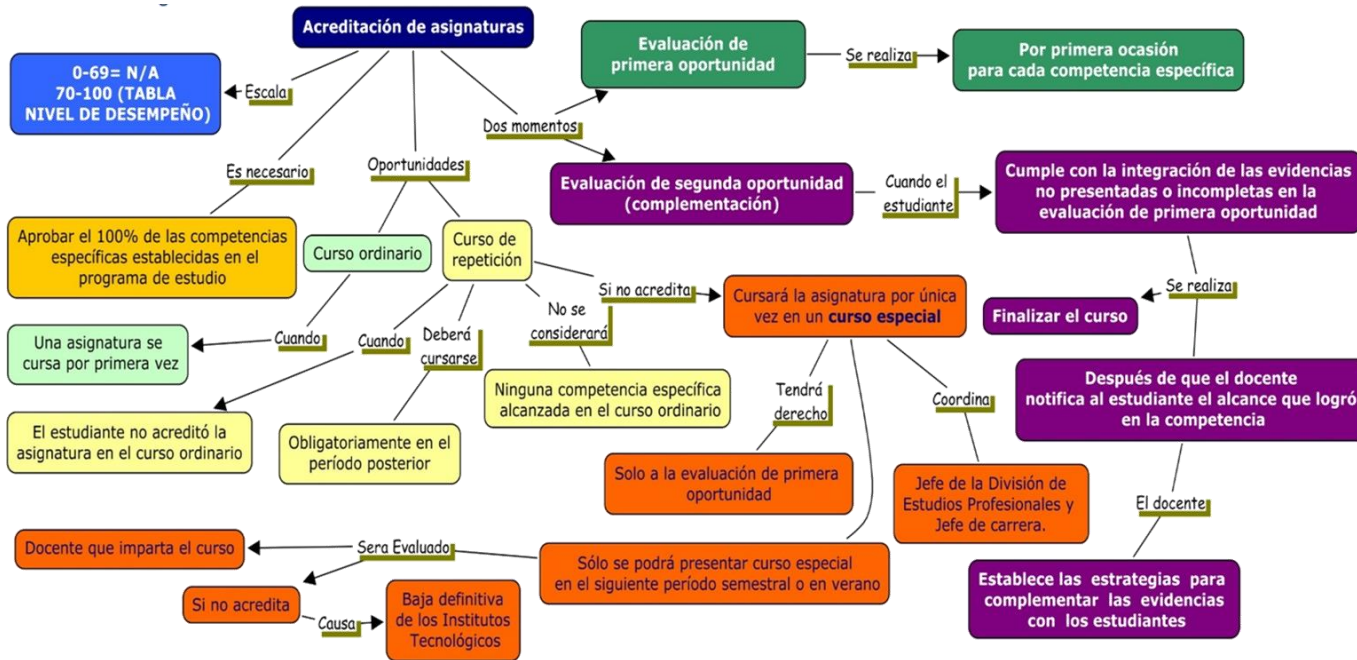 Acreditación de asignaturas
0-69= N/A
70-100 (TABLA
NIVEL DE DESEMPEÑO)
Escala
Evaluación de
primera oportunidad
Se realiza
Por primera ocasión
para cada competencia específica
Dos momentos
Es necesario
Oportunidades
Evaluación de segunda oportunidad
(complementación)
Cuando el
estudiante
Cumple con la integración de las evidencias
no presentadas o incompletas en la
evaluación de primera oportunidad
Aprobar el 100% de las competencias
específicas establecidas en el
programa de estudio
Curso ordinario
Curso de
repetición
Si no acredita
Cursará la asignatura por única
vez en un curso especial
Se realiza
Finalizar el curso
Una asignatura se
cursa por primera vez
Cuando
Cuando
Deberá
cursarse
No se
considerará
Ninguna competencia específica
alcanzada en el curso ordinario
Tendrá
derecho
Coordina
Después de que el docente
notifica al estudiante el alcance que logró
en la competencia
El estudiante no acreditó la
asignatura en el curso ordinario
Obligatoriamente en el
período posterior
Solo a la evaluación de primera
oportunidad
Jefe de la División de
Estudios Profesionales y
Jefe de carrera.
El docente
Docente que imparta el curso
Sera Evaluado
Sólo se podrá presentar curso especial
en el siguiente período semestral o en verano
Establece las estrategias para
complementar las evidencias
con los estudiantes
Si no acredita
Causa
Baja definitiva
de los Institutos
Tecnológicos